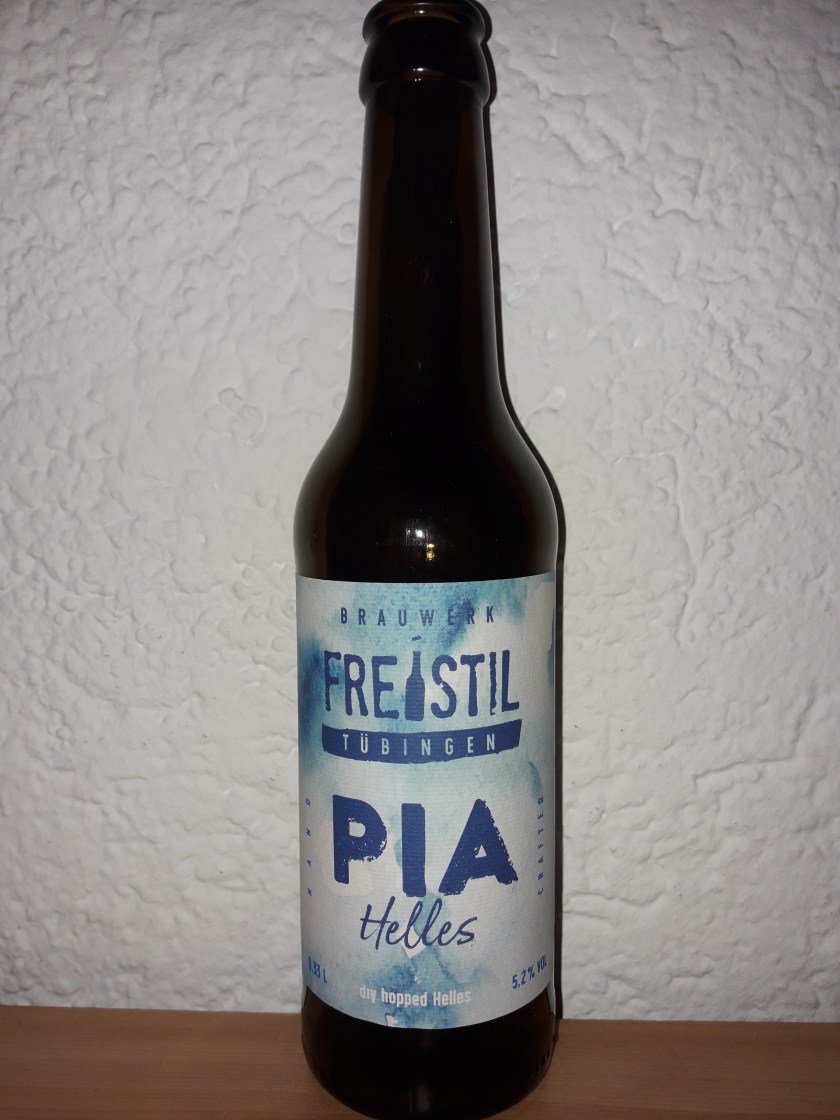 BRAUWERK
FREISTIL
TÜBINGEN
PIA
HAND
CRAFTED
Helles
0,33 L
5.2% VOL
dry hopped Helles